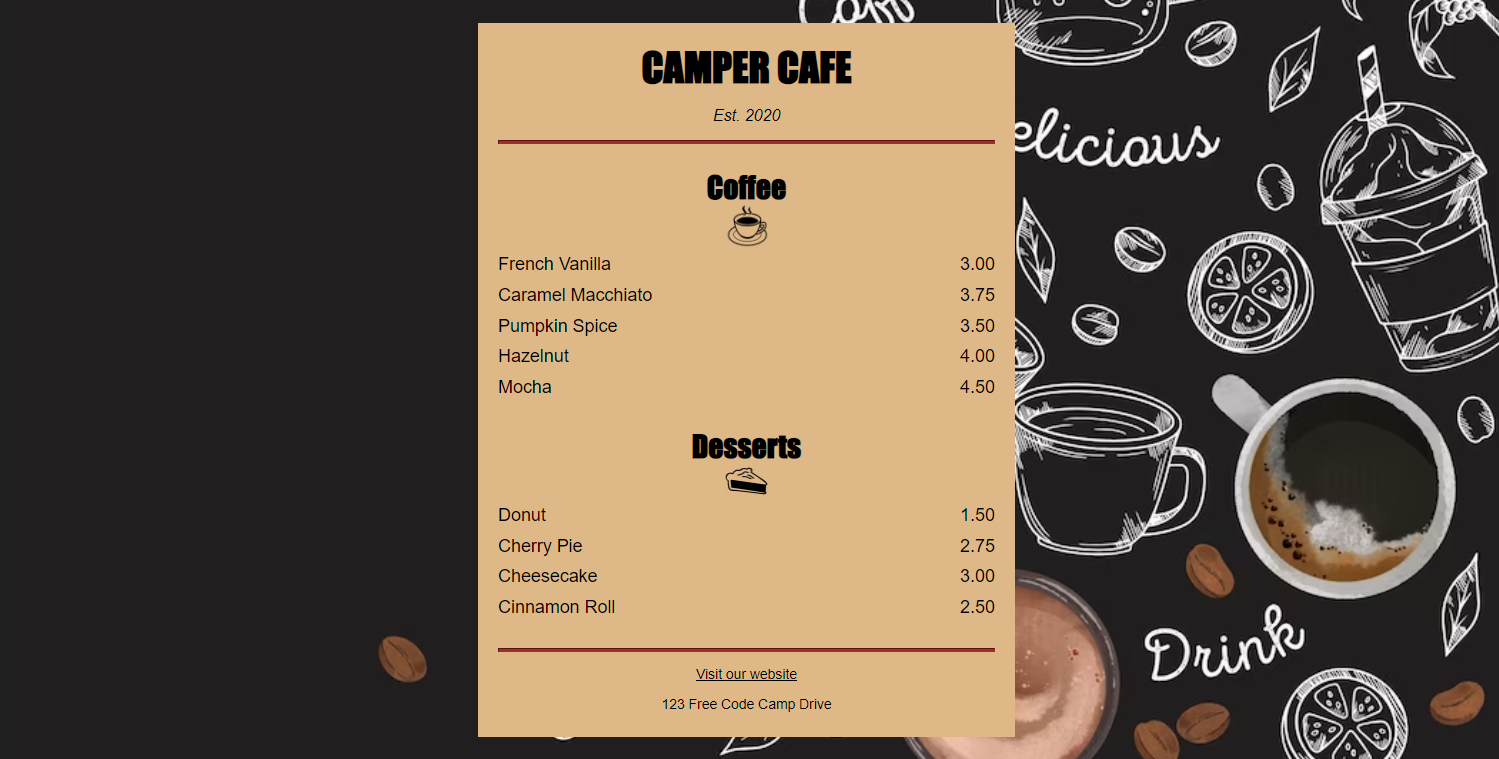 CAMPER CAFE
Est. 2020
Coffee
French Vanilla 3.00
Caramel Macchiato 3.75
Pumpkin Spice 3.50
Hazelnut 4.00
Mocha 4.50
Desserts
Donut 1.50
Cherry Pie 2.75
Cheesecake 3.00
Cinnamon Roll 2.50
Visit our website
123 Free Code Camp Drive
elicious
Drink